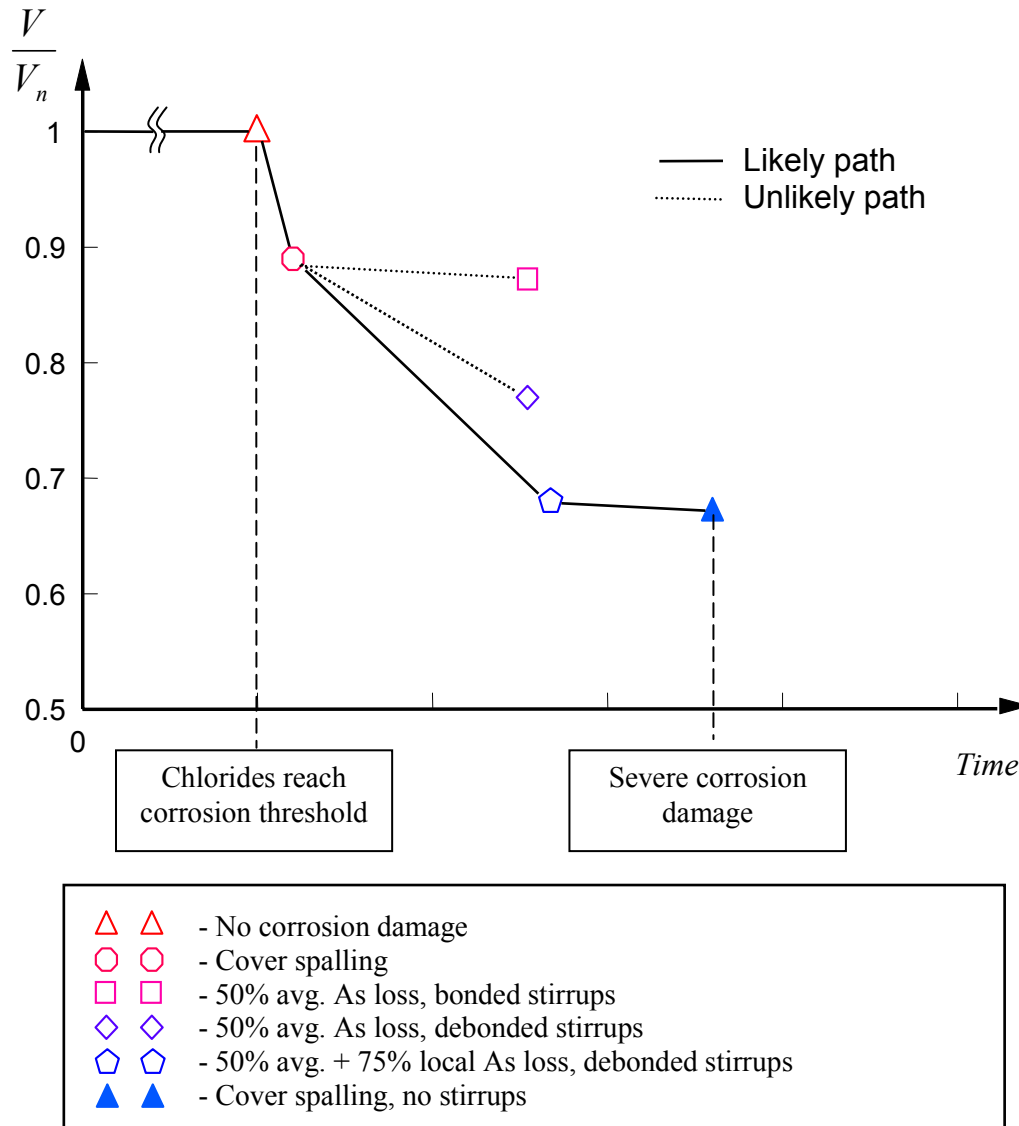 V
V_n
1
0.9
0.8
0.7
0.6
0.5
0
Likely path
Unlikely path
Time
Chlorides reach
corrosion threshold
Severe corrosion
damage
- No corrosion damage
- Cover spalling
- 50% avg. As loss, bonded stirrups
- 50% avg. As loss, debonded stirrups
- 50% avg. + 75% local As loss, debonded stirrups
- Cover spalling, no stirrups